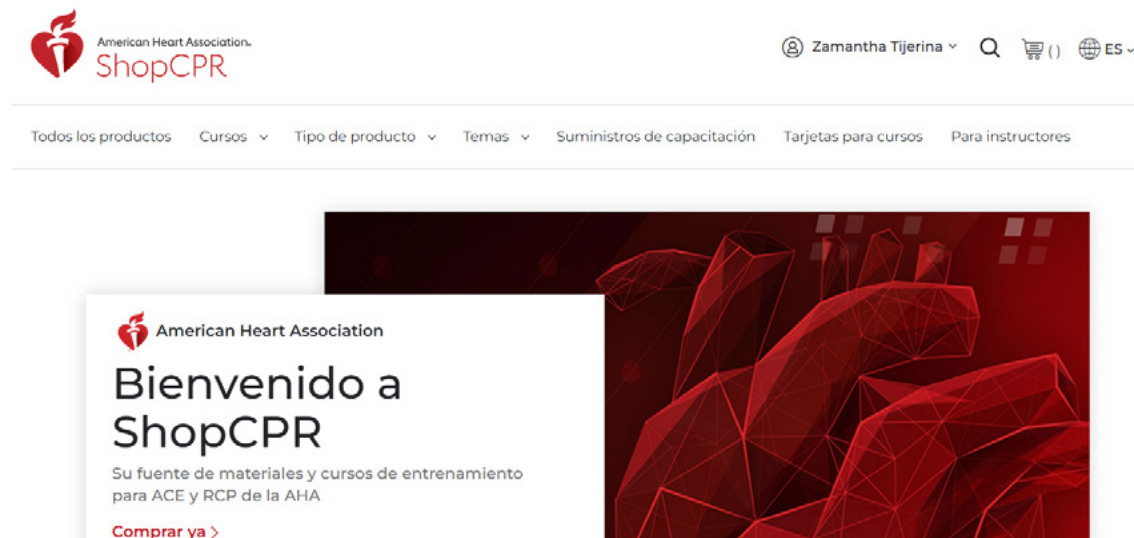 American Heart Association.
ShopCPR
Zamantha Tijerina
()
ES
Todos los productos Cursos Tipo de producto Temas Suministros de capacitación Tarjetas para cursos Para instructores
American Heart Association
Bienvenido a
ShopCPR
Su fuente de materiales y cursos de entrenamiento
para ACE y RCP de la AHA
Comprar ya >